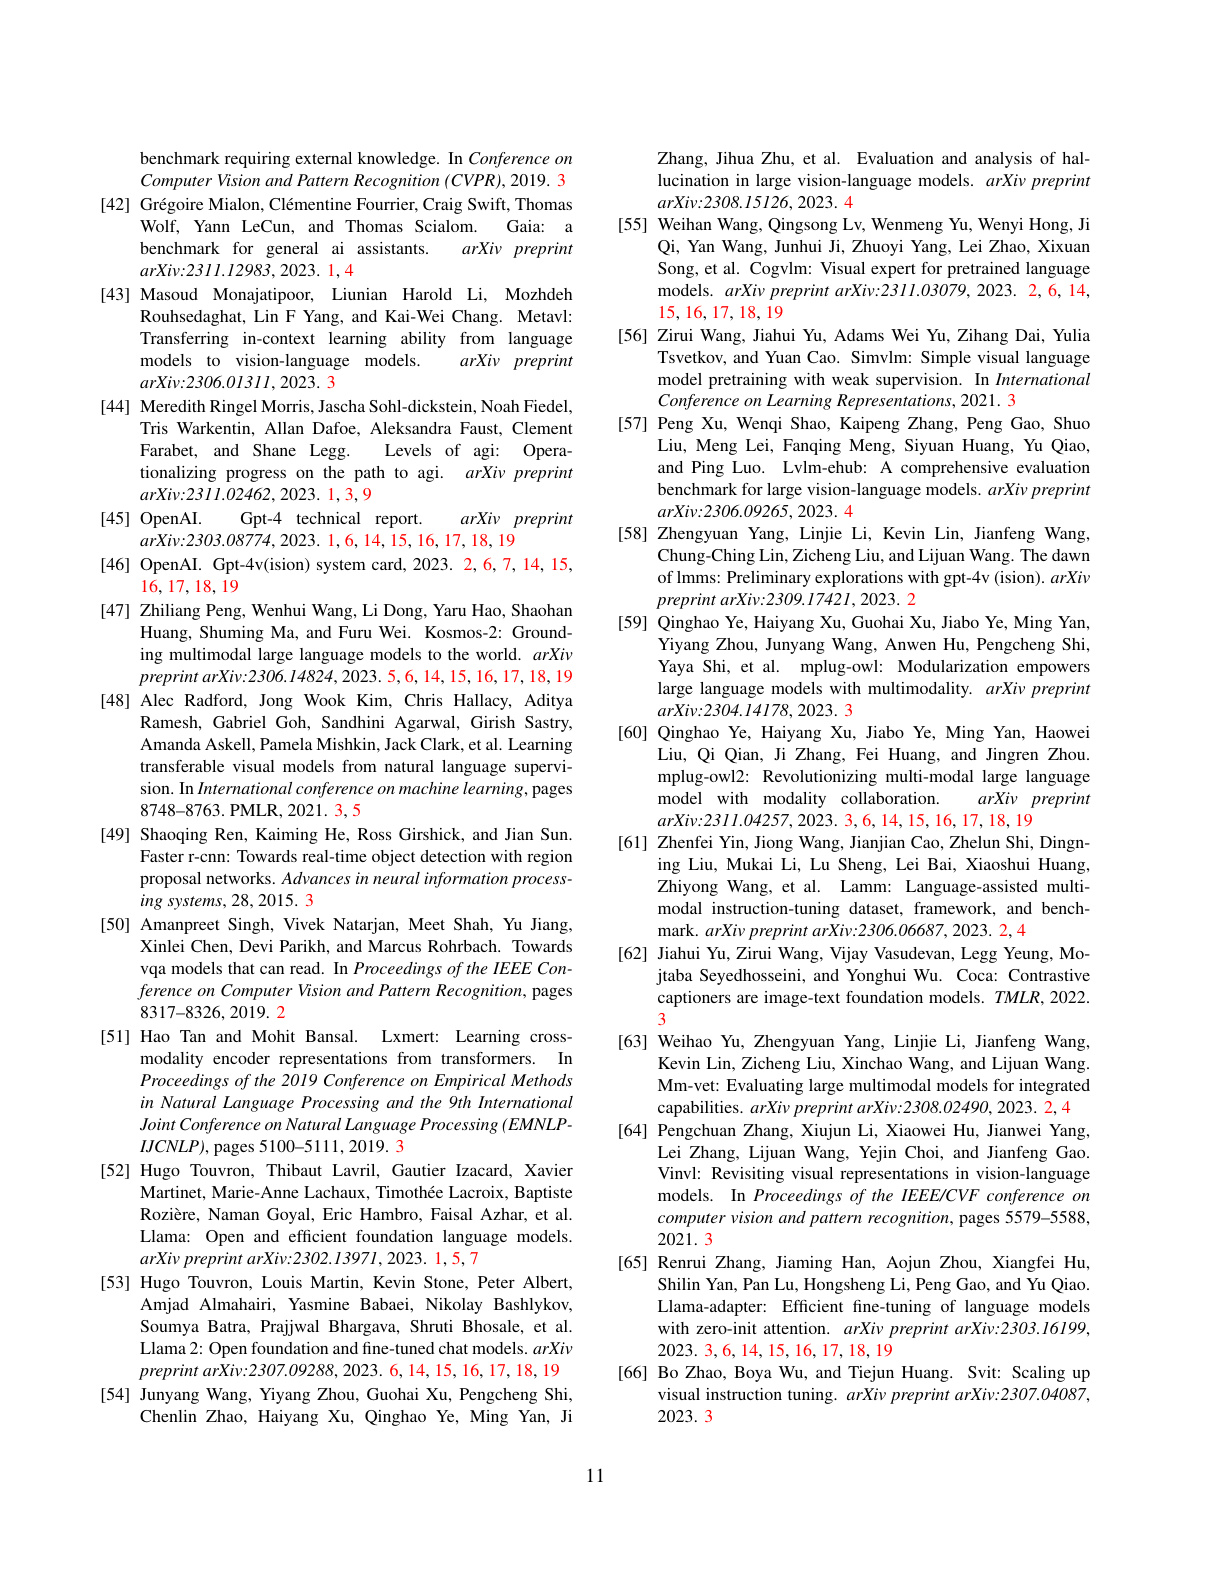 benchmark requiring external knowledge. In Conference on
Computer Vision and Pattern Recognition (CVPR), 2019. 3
[42] Grégoire Mialon, Clémentine Fourrier, Craig Swift, Thomas
Wolf, Yann LeCun, and Thomas Scialom. Gaia: a
benchmark for general ai assistants. arXiv preprint
arXiv:2311.12983, 2023. 1, 4
[43] Masoud Monajatipoor, Liunian Harold Li, Mozhdeh
Rouhsedaghat, Lin F Yang, and Kai-Wei Chang. Metavl:
Transferring in-context learning ability from language
models to vision-language models. arXiv preprint
arXiv:2306.01311, 2023. 3
[44] Meredith Ringel Morris, Jascha Sohl-dickstein, Noah Fiedel,
Tris Warkentin, Allan Dafoe, Aleksandra Faust, Clement
Farabet, and Shane Legg. Levels of agi: Opera-
tionalizing progress on the path to agi. arXiv preprint
arXiv:2311.02462, 2023. 1, 3, 9
[45] OpenAI. Gpt-4 technical report. arXiv preprint
arXiv:2303.08774, 2023. 1, 6, 14, 15, 16, 17, 18, 19
[46] OpenAI. Gpt-4v(ision) system card, 2023. 2, 6, 7, 14, 15,
16, 17, 18, 19
[47] Zhiliang Peng, Wenhui Wang, Li Dong, Yaru Hao, Shaohan
Huang, Shuming Ma, and Furu Wei. Kosmos-2: Ground-
ing multimodal large language models to the world. arXiv
preprint arXiv:2306.14824, 2023. 5, 6, 14, 15, 16, 17, 18, 19
[48] Alec Radford, Jong Wook Kim, Chris Hallacy, Aditya
Ramesh, Gabriel Goh, Sandhini Agarwal, Girish Sastry,
Amanda Askell, Pamela Mishkin, Jack Clark, et al. Learning
transferable visual models from natural language supervi-
sion. In International conference on machine learning, pages
8748–8763. PMLR, 2021. 3, 5
[49] Shaoqing Ren, Kaiming He, Ross Girshick, and Jian Sun.
Faster r-cnn: Towards real-time object detection with region
proposal networks. Advances in neural information process-
ing systems, 28, 2015. 3
[50] Amanpreet Singh, Vivek Natarjan, Meet Shah, Yu Jiang,
Xinlei Chen, Devi Parikh, and Marcus Rohrbach. Towards
vqa models that can read. In Proceedings of the IEEE Con-
ference on Computer Vision and Pattern Recognition, pages
8317–8326, 2019. 2
[51] Hao Tan and Mohit Bansal. Lxmert: Learning cross-
modality encoder representations from transformers. In
Proceedings of the 2019 Conference on Empirical Methods
in Natural Language Processing and the 9th International
Joint Conference on Natural Language Processing (EMNLP-
IJCNLP), pages 5100–5111, 2019. 3
[52] Hugo Touvron, Thibaut Lavril, Gautier Izacard, Xavier
Martinet, Marie-Anne Lachaux, Timothée Lacroix, Baptiste
Rozière, Naman Goyal, Eric Hambro, Faisal Azhar, et al.
Llama: Open and efficient foundation language models.
arXiv preprint arXiv:2302.13971, 2023. 1, 5, 7
[53] Hugo Touvron, Louis Martin, Kevin Stone, Peter Albert,
Amjad Almahairi, Yasmine Babaei, Nikolay Bashlykov,
Soumya Batra, Prajjwal Bhargava, Shruti Bhosale, et al.
Llama 2: Open foundation and fine-tuned chat models. arXiv
preprint arXiv:2307.09288, 2023. 6, 14, 15, 16, 17, 18, 19
[54] Junyang Wang, Yiyang Zhou, Guohai Xu, Pengcheng Shi,
Chenlin Zhao, Haiyang Xu, Qinghao Ye, Ming Yan, Ji
Zhang, Jihua Zhu, et al. Evaluation and analysis of hal-
lucination in large vision-language models. arXiv preprint
arXiv:2308.15126, 2023. 4
[55] Weihan Wang, Qingsong Lv, Wenmeng Yu, Wenyi Hong, Ji
Qi, Yan Wang, Junhui Ji, Zhuoyi Yang, Lei Zhao, Xixuan
Song, et al. Cogvlm: Visual expert for pretrained language
models. arXiv preprint arXiv:2311.03079, 2023. 2, 6, 14,
15, 16, 17, 18, 19
[56] Zirui Wang, Jiahui Yu, Adams Wei Yu, Zihang Dai, Yulia
Tsvetkov, and Yuan Cao. Simvlm: Simple visual language
model pretraining with weak supervision. In International
Conference on Learning Representations, 2021. 3
[57] Peng Xu, Wenqi Shao, Kaipeng Zhang, Peng Gao, Shuo
Liu, Meng Lei, Fanqing Meng, Siyuan Huang, Yu Qiao,
and Ping Luo. Lvlm-ehub: A comprehensive evaluation
benchmark for large vision-language models. arXiv preprint
arXiv:2306.09265, 2023. 4
[58] Zhengyuan Yang, Linjie Li, Kevin Lin, Jianfeng Wang,
Chung-Ching Lin, Zicheng Liu, and Lijuan Wang. The dawn
of lmms: Preliminary explorations with gpt-4v (ision). arXiv
preprint arXiv:2309.17421, 2023. 2
[59] Qinghao Ye, Haiyang Xu, Guohai Xu, Jiabo Ye, Ming Yan,
Yiyang Zhou, Junyang Wang, Anwen Hu, Pengcheng Shi,
Yaya Shi, et al. mplug-owl: Modularization empowers
large language models with multimodality. arXiv preprint
arXiv:2304.14178, 2023. 3
[60] Qinghao Ye, Haiyang Xu, Jiabo Ye, Ming Yan, Haowei
Liu, Qi Qian, Ji Zhang, Fei Huang, and Jingren Zhou.
mplug-owl2: Revolutionizing multi-modal large language
model with modality collaboration. arXiv preprint
arXiv:2311.04257, 2023. 3, 6, 14, 15, 16, 17, 18, 19
[61] Zhenfei Yin, Jiong Wang, Jianjian Cao, Zhelun Shi, Dingn-
ing Liu, Mukai Li, Lu Sheng, Lei Bai, Xiaoshui Huang,
Zhiyong Wang, et al. Lamm: Language-assisted multi-
modal instruction-tuning dataset, framework, and bench-
mark. arXiv preprint arXiv:2306.06687, 2023. 2, 4
[62] Jiahui Yu, Zirui Wang, Vijay Vasudevan, Legg Yeung, Mo-
jtaba Seyedhosseini, and Yonghui Wu. Coca: Contrastive
captioners are image-text foundation models. TMLR, 2022.
3
[63] Weihao Yu, Zhengyuan Yang, Linjie Li, Jianfeng Wang,
Kevin Lin, Zicheng Liu, Xinchao Wang, and Lijuan Wang.
Mm-vet: Evaluating large multimodal models for integrated
capabilities. arXiv preprint arXiv:2308.02490, 2023. 2, 4
[64] Pengchuan Zhang, Xiujun Li, Xiaowei Hu, Jianwei Yang,
Lei Zhang, Lijuan Wang, Yejin Choi, and Jianfeng Gao.
Vinvl: Revisiting visual representations in vision-language
models. In Proceedings of the IEEE/CVF conference on
computer vision and pattern recognition, pages 5579–5588,
2021. 3
[65] Renrui Zhang, Jiaming Han, Aojun Zhou, Xiangfei Hu,
Shilin Yan, Pan Lu, Hongsheng Li, Peng Gao, and Yu Qiao.
Llama-adapter: Efficient fine-tuning of language models
with zero-init attention. arXiv preprint arXiv:2303.16199,
2023. 3, 6, 14, 15, 16, 17, 18, 19
[66] Bo Zhao, Boya Wu, and Tiejun Huang. Svit: Scaling up
visual instruction tuning. arXiv preprint arXiv:2307.04087,
2023. 3
11